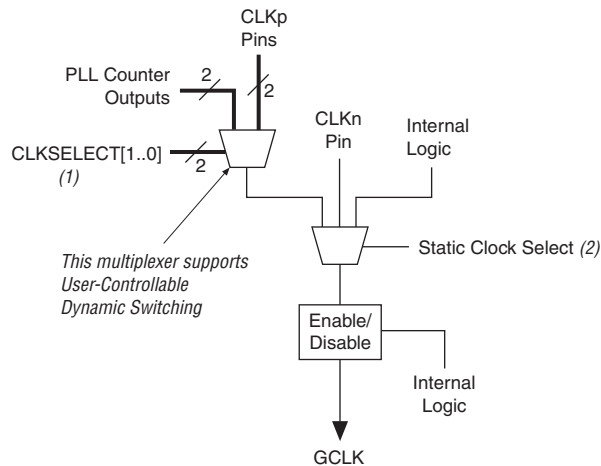 CLKp
Pins
PLL Counter
Outputs
2
2
CLKSELECT[1..0]
(1)
2
CLKn
Pin
Internal
Logic
This multiplexer supports
User-Controllable
Dynamic Switching
Static Clock Select (2)
Enable/
Disable
Internal
Logic
GCLK